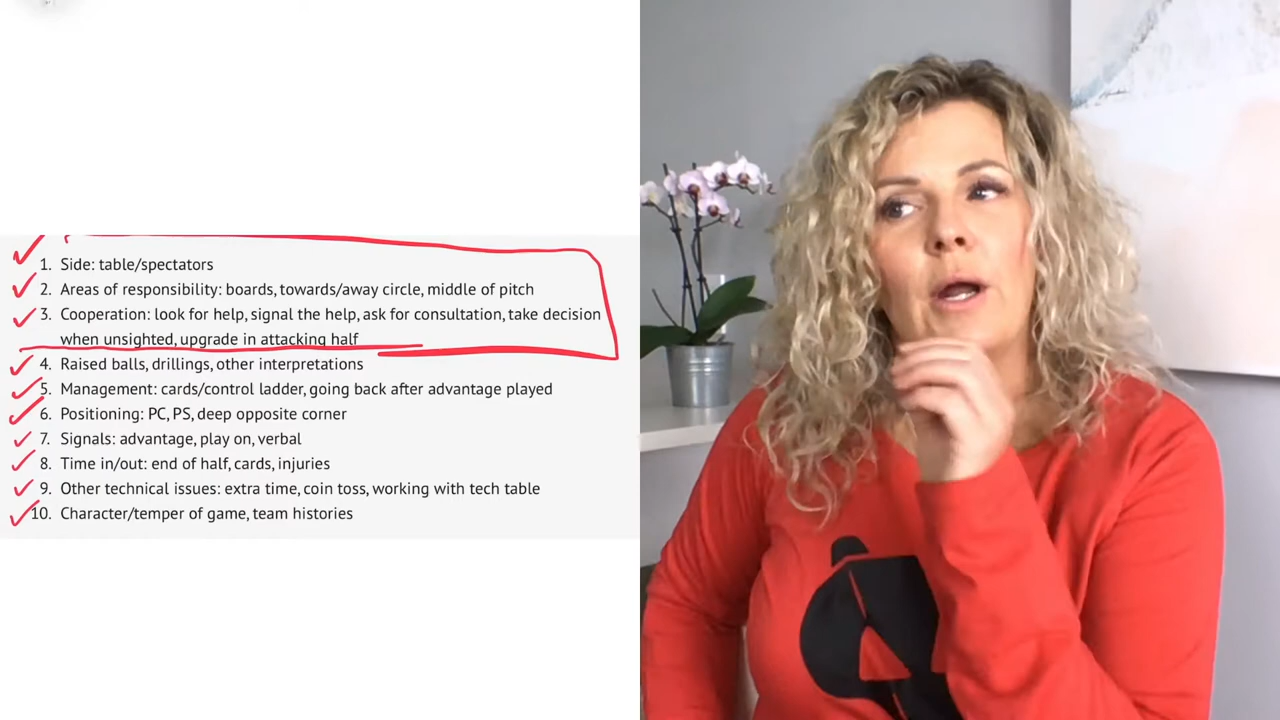 1. Side: table/spectators
2. Areas of responsibility: boards, towards/away circle, middle of pitch
3. Cooperation: look for help, signal the help, ask for consultation, take decision
when unsighted, upgrade in attacking half
4. Raised balls, drillings, other interpretations
5. Management: cards/control ladder, going back after advantage played
6. Positioning: PC, PS, deep opposite corner
7. Signals: advantage, play on, verbal
8. Time in/out: end of half, cards, injuries
9. Other technical issues: extra time, coin toss, working with tech table
10. Character/temper of game, team histories